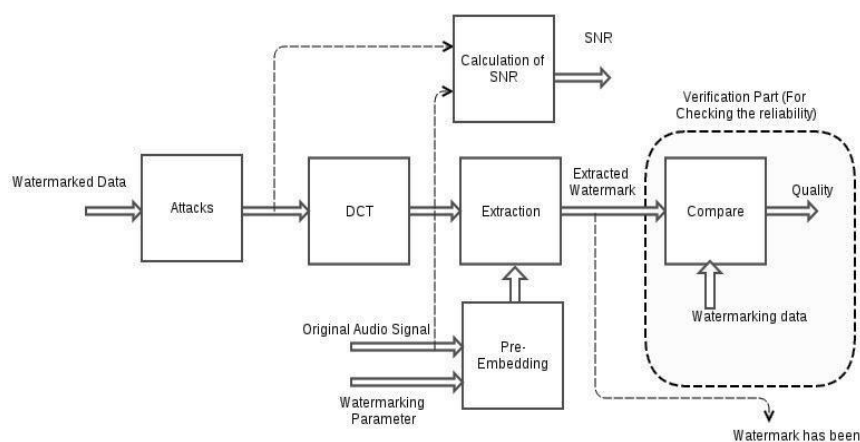 SNR
Calculation of
SNR
Verification Part (For
Checking the reliability)
Watermarked Data
Attacks
DCT
Extraction
Extracted
Watermark
Compare
Quality
Original Audio Signal
Pre-
Embedding
Watermarking
Parameter
Watermarking data
Watermark has been